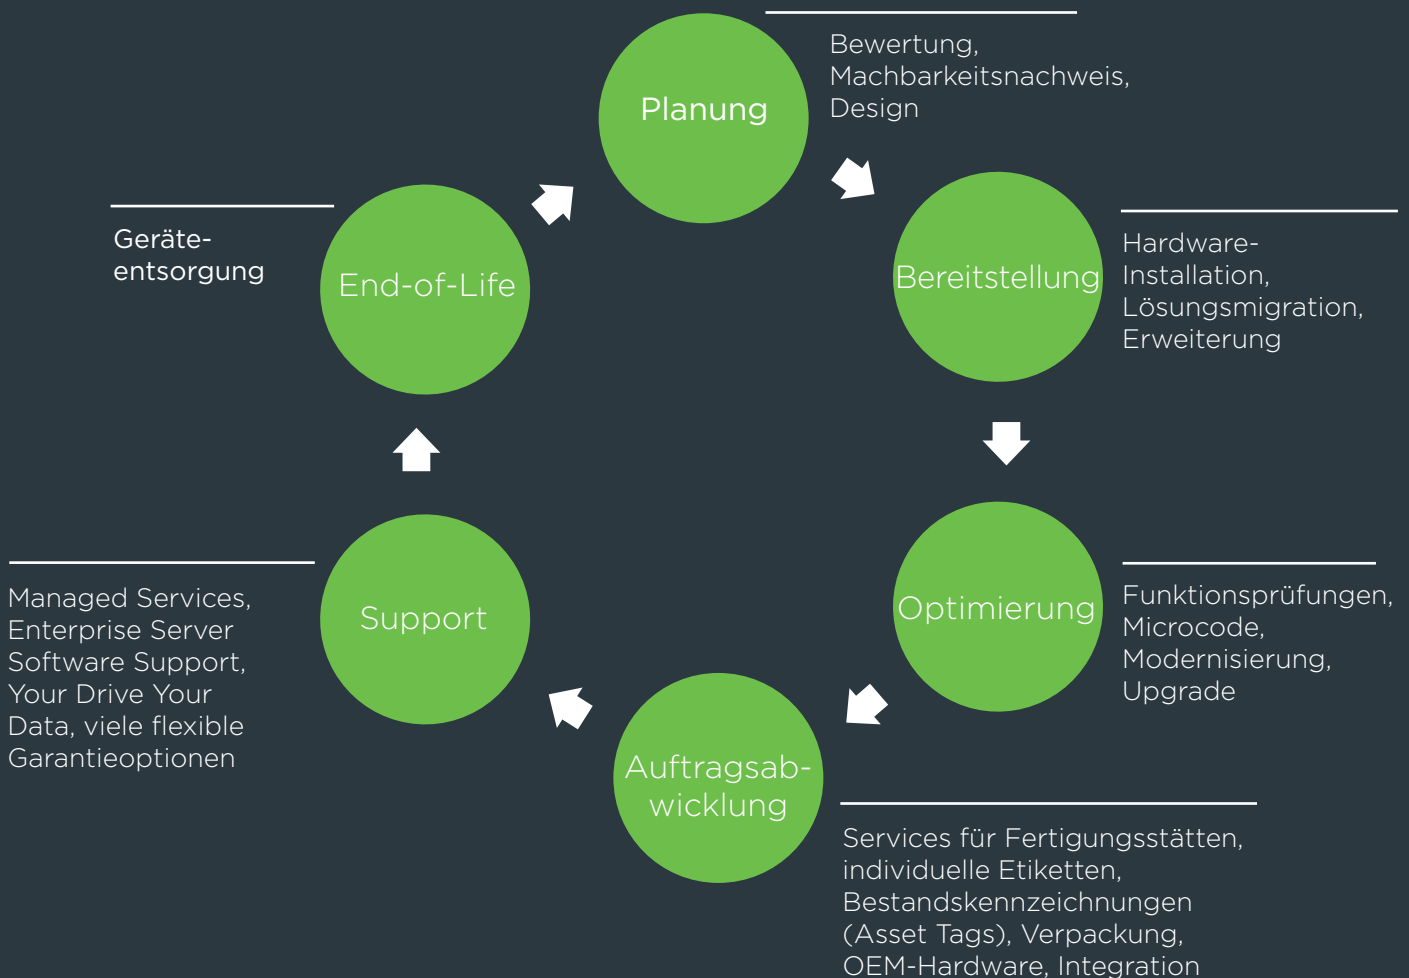 Planung
Bewertung,
Machbarkeitsnachweis,
Design
Bereitstellung
Hardware-
Installation,
Lösungsmigration,
Erweiterung
Optimierung
Funktionsprüfungen,
Microcode,
Modernisierung,
Upgrade
Auftragsab-
wicklung
Services für Fertigungsstätten,
individuelle Etiketten,
Bestandskennzeichnungen
(Asset Tags), Verpackung,
OEM-Hardware, Integration
Support
Managed Services,
Enterprise Server
Software Support,
Your Drive Your
Data, viele flexible
Garantieoptionen
End-of-Life
Geräte-
entsorgung